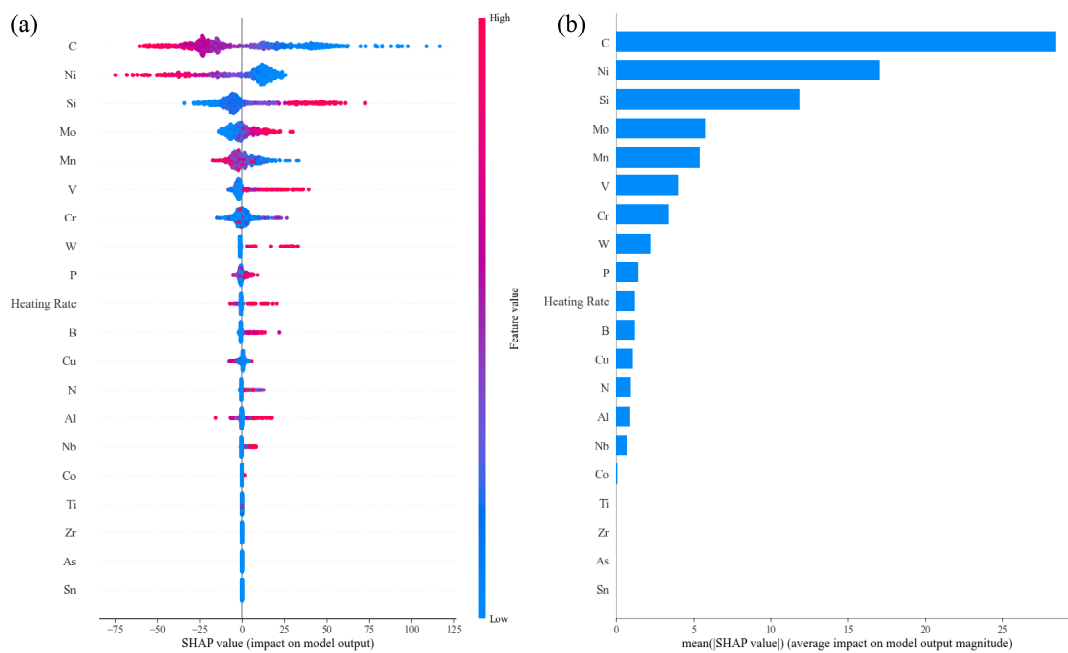 (a)
High
C
Ni
Si
Mo
Mn
V
Cr
W
P
Heating Rate
B
Cu
N
Al
Nb
Co
Ti
Zr
As
Sn
Feature value
Low
−75 −50 −25 0 25 50 75 100 125
SHAP value (impact on model output)
(b)
C
Ni
Si
Mo
Mn
V
Cr
W
P
Heating Rate
B
Cu
N
Al
Nb
Co
Ti
Zr
As
Sn
0 5 10 15 20 25
mean(|SHAP value|) (average impact on model output magnitude)